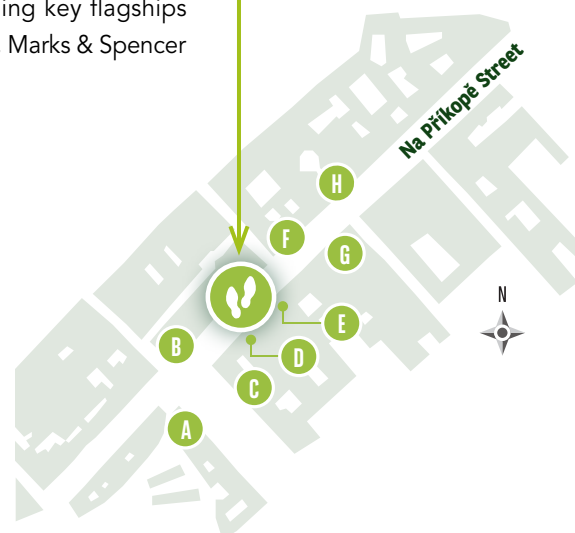 ing key flagships
Marks & Spencer
Na Příkopě Street
H
F
G
N
E
B
D
C
A